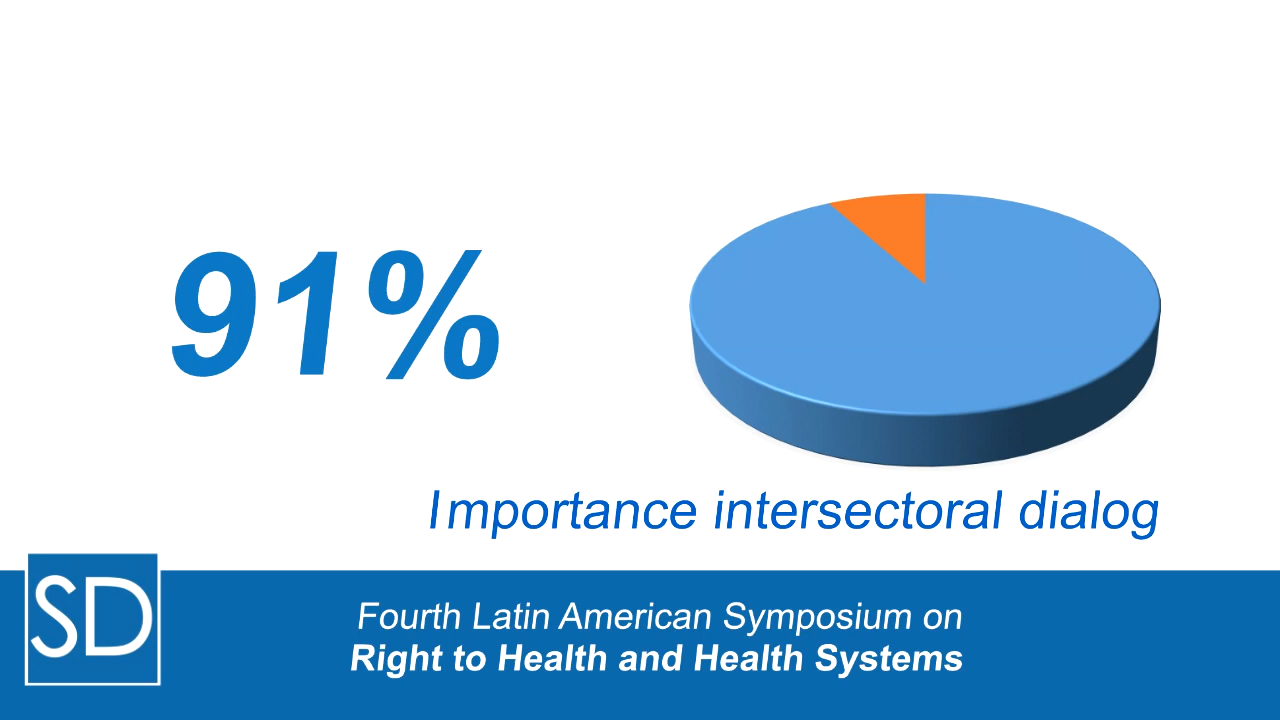 91%
Importance intersectoral dialog
SD
Fourth Latin American Symposium on
Right to Health and Health Systems